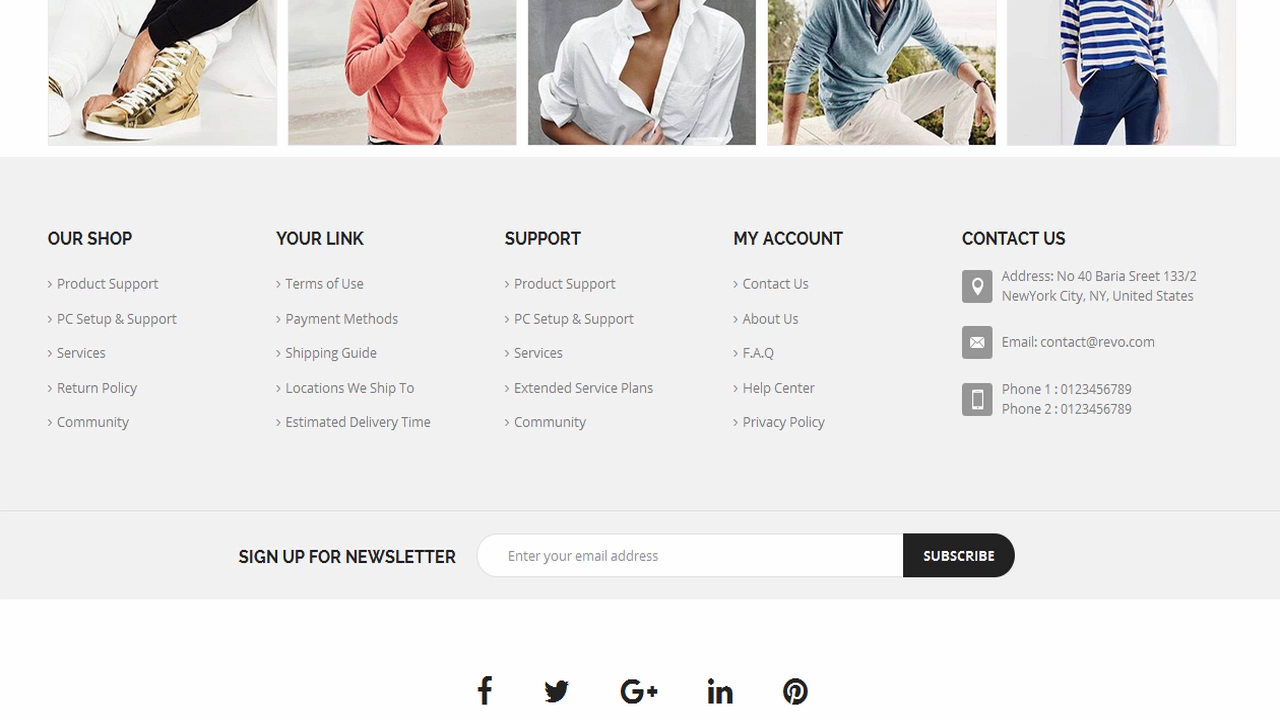 OUR SHOP
Product Support
PC Setup & Support
Services
Return Policy
Community
YOUR LINK
Terms of Use
Payment Methods
Shipping Guide
Locations We Ship To
Estimated Delivery Time
SUPPORT
Product Support
PC Setup & Support
Services
Extended Service Plans
Community
MY ACCOUNT
Contact Us
About Us
F.A.Q
Help Center
Privacy Policy
CONTACT US
Address: No 40 Baria Sreet 133/2
NewYork City, NY, United States
Email: contact@revo.com
Phone 1 : 0123456789
Phone 2 : 0123456789
SIGN UP FOR NEWSLETTER
Enter your email address
SUBSCRIBE